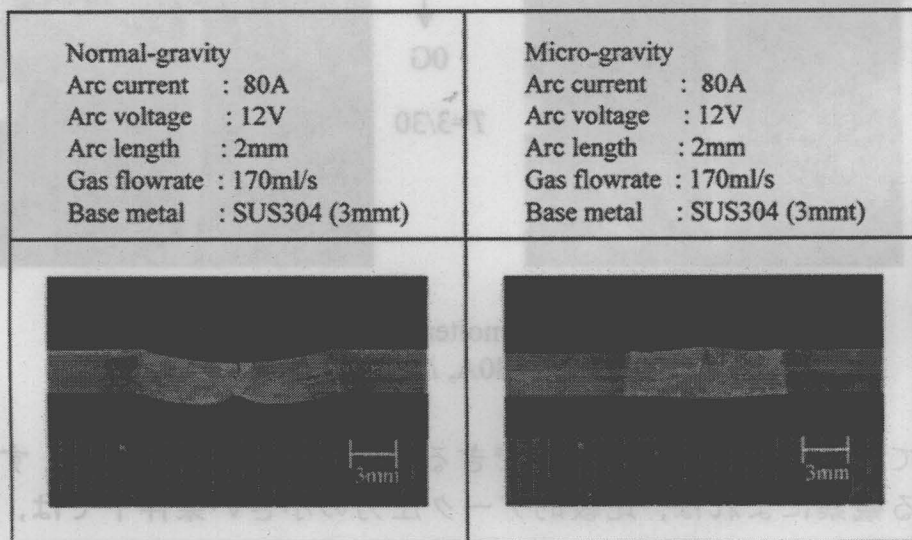 Normal-gravity
Arc current : 80A
Arc voltage : 12V
Arc length : 2mm
Gas flowrate : 170ml/s
Base metal : SUS304 (3mmt)
Micro-gravity
Arc current : 80A
Arc voltage : 12V
Arc length : 2mm
Gas flowrate : 170ml/s
Base metal : SUS304 (3mmt)
3mm
3mm